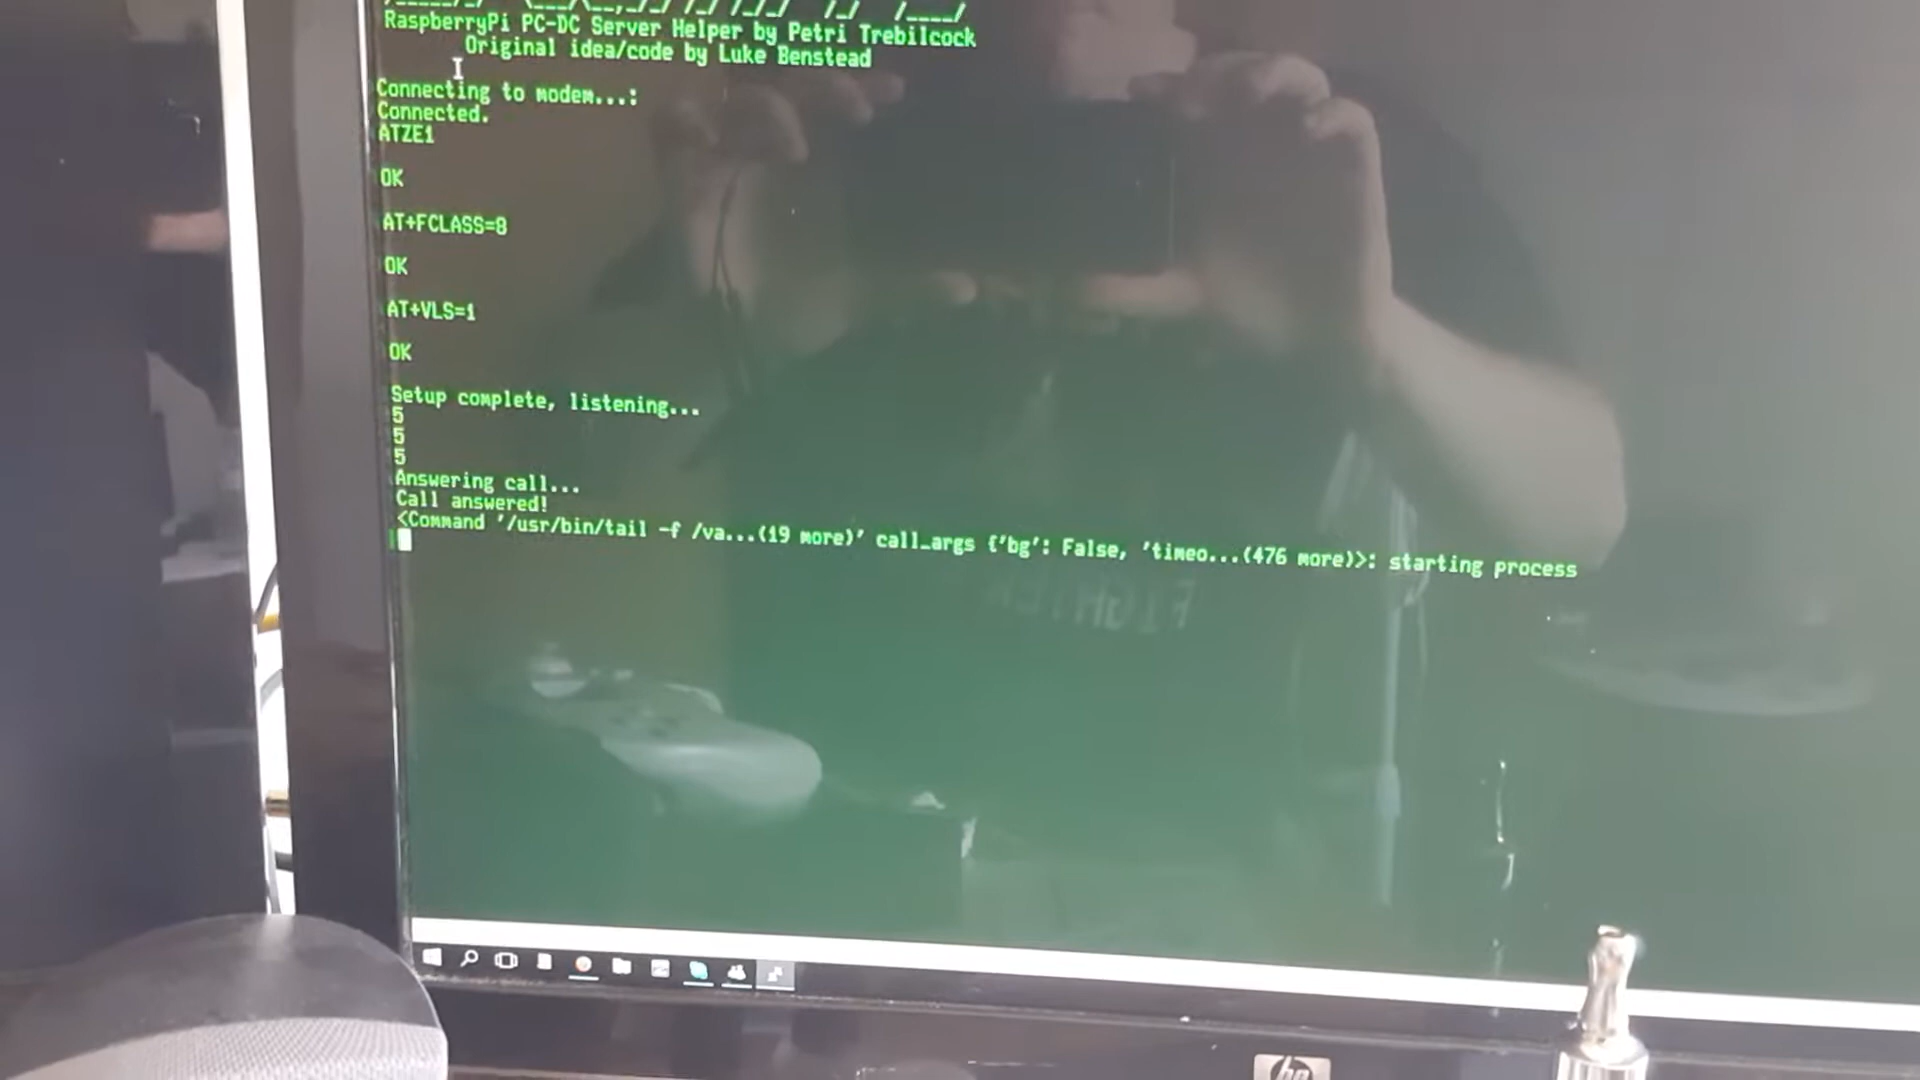 RaspberryPi PC-DC Server Helper by Petri Trebilcock
Original idea/code by Luke Benstead
Connecting to modem...:
Connected.
ATZE1
OK
AT+FCLASS=8
OK
AT+VLS=1
OK
Setup complete, listening...
5
5
5
Answering call...
Call answered!
<Command '/usr/bin/tail -f /va...(19 more)' call_args {'bg': False, 'timeo...(476 more)>: starting process
hp